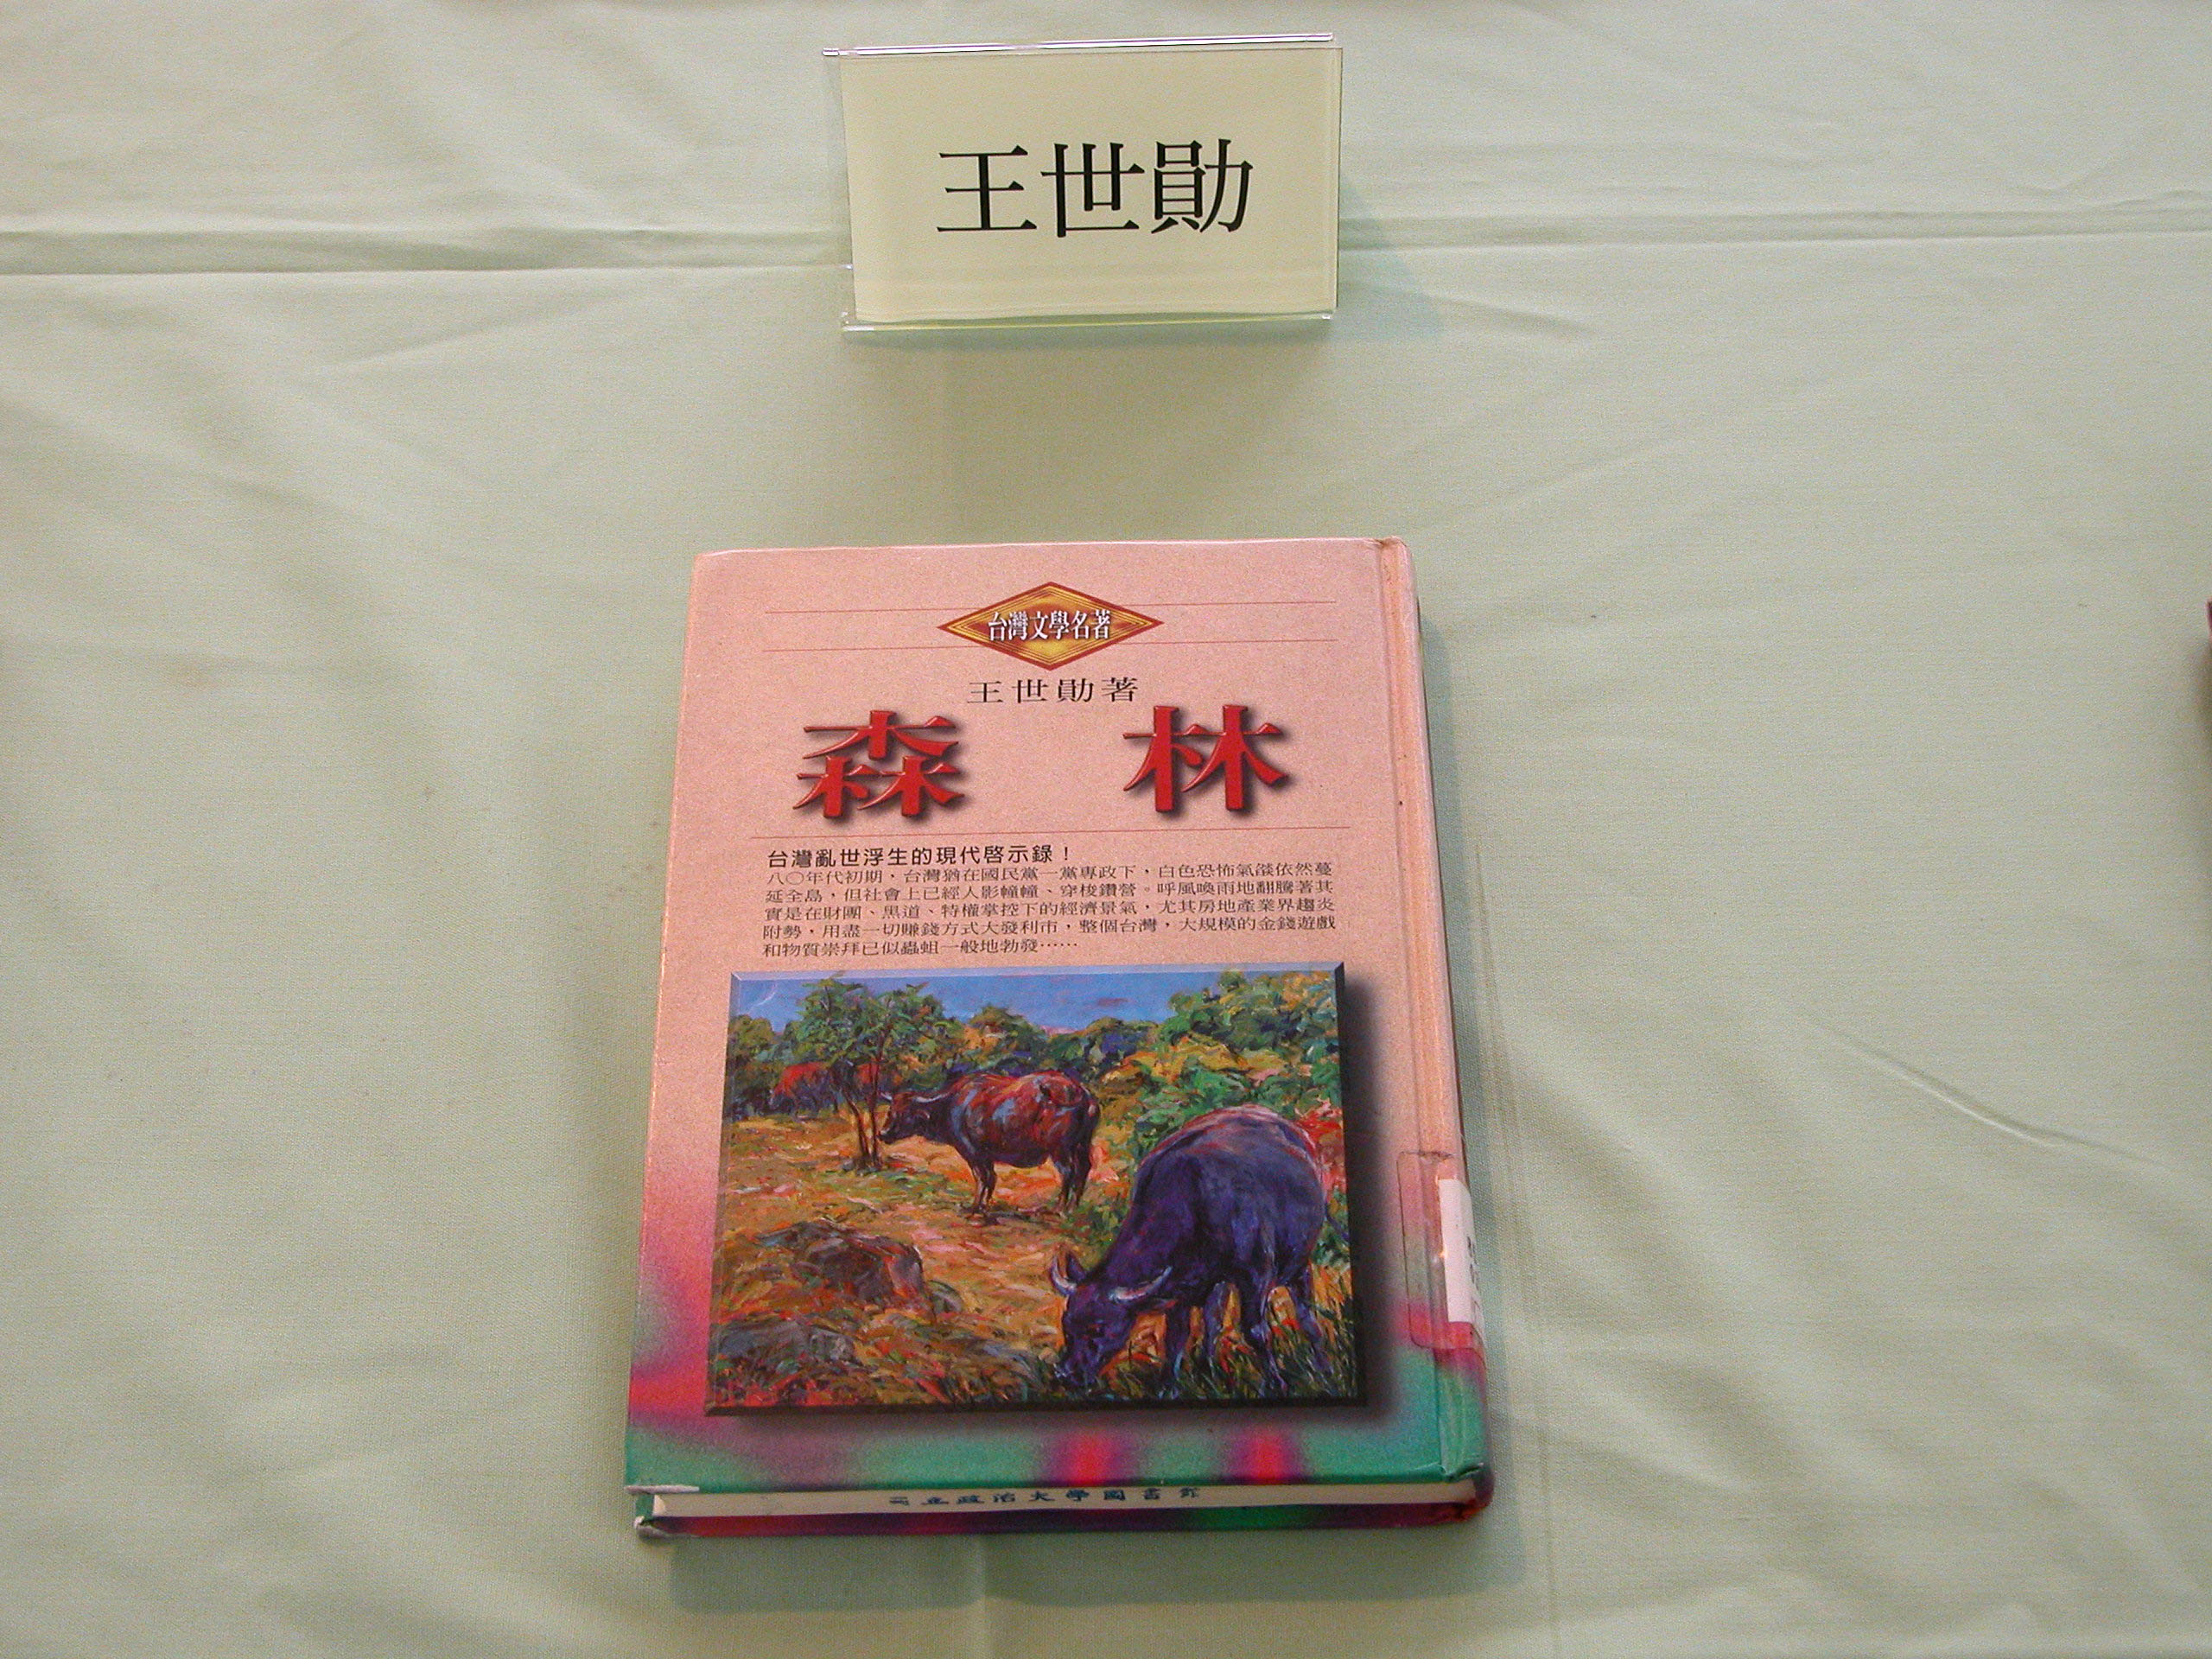 王世勛
台灣文學名著
王世勛著
森林
台灣亂世浮生的現代啓示錄！
八〇年代初期，台灣猶在國民黨一黨專政下，白色恐怖氣燄依然蔓
延全島，但社會上已經人影幢幢、穿梭鑽營。呼風喚雨地翻騰著其
實是在財團、黑道、特權掌控下的經濟景氣，尤其房地產業界趨炎
附勢，用盡一切賺錢方式大發利市，整個台灣，大規模的金錢遊戲
和物質崇拜已似蟲蛆一般地勃發⋯⋯
立政治大學圖書館